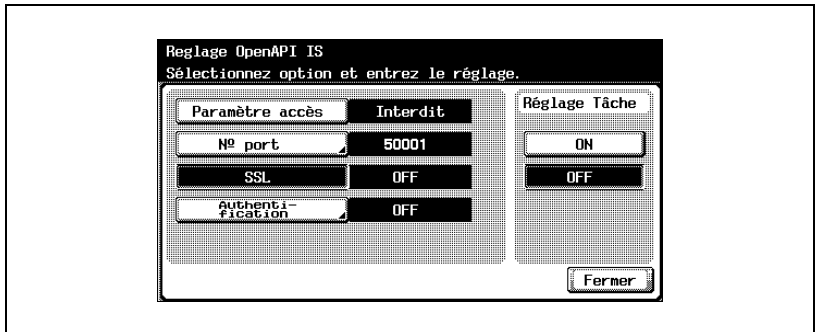 Reglage OpenAPI IS
Sélectionnez option et entrez le réglage.
Paramètre accès
Interdit
Nº port
50001
SSL
OFF
Authenti-
fication
OFF
Réglage Tâche
ON
OFF
Fermer